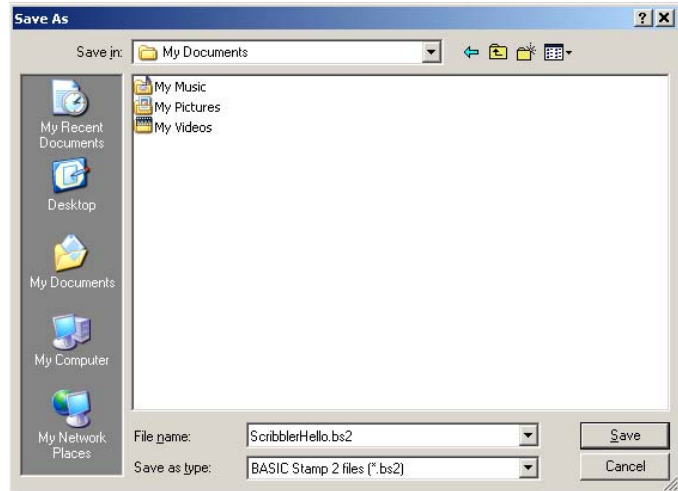 Save As
Save in:
My Documents
My Music
My Pictures
My Videos
My Recent
Documents
Desktop
My Documents
My Computer
My Network
Places
File name:
ScribblerHello.bs2
Save
Save as type:
BASIC Stamp 2 files (*.bs2)
Cancel